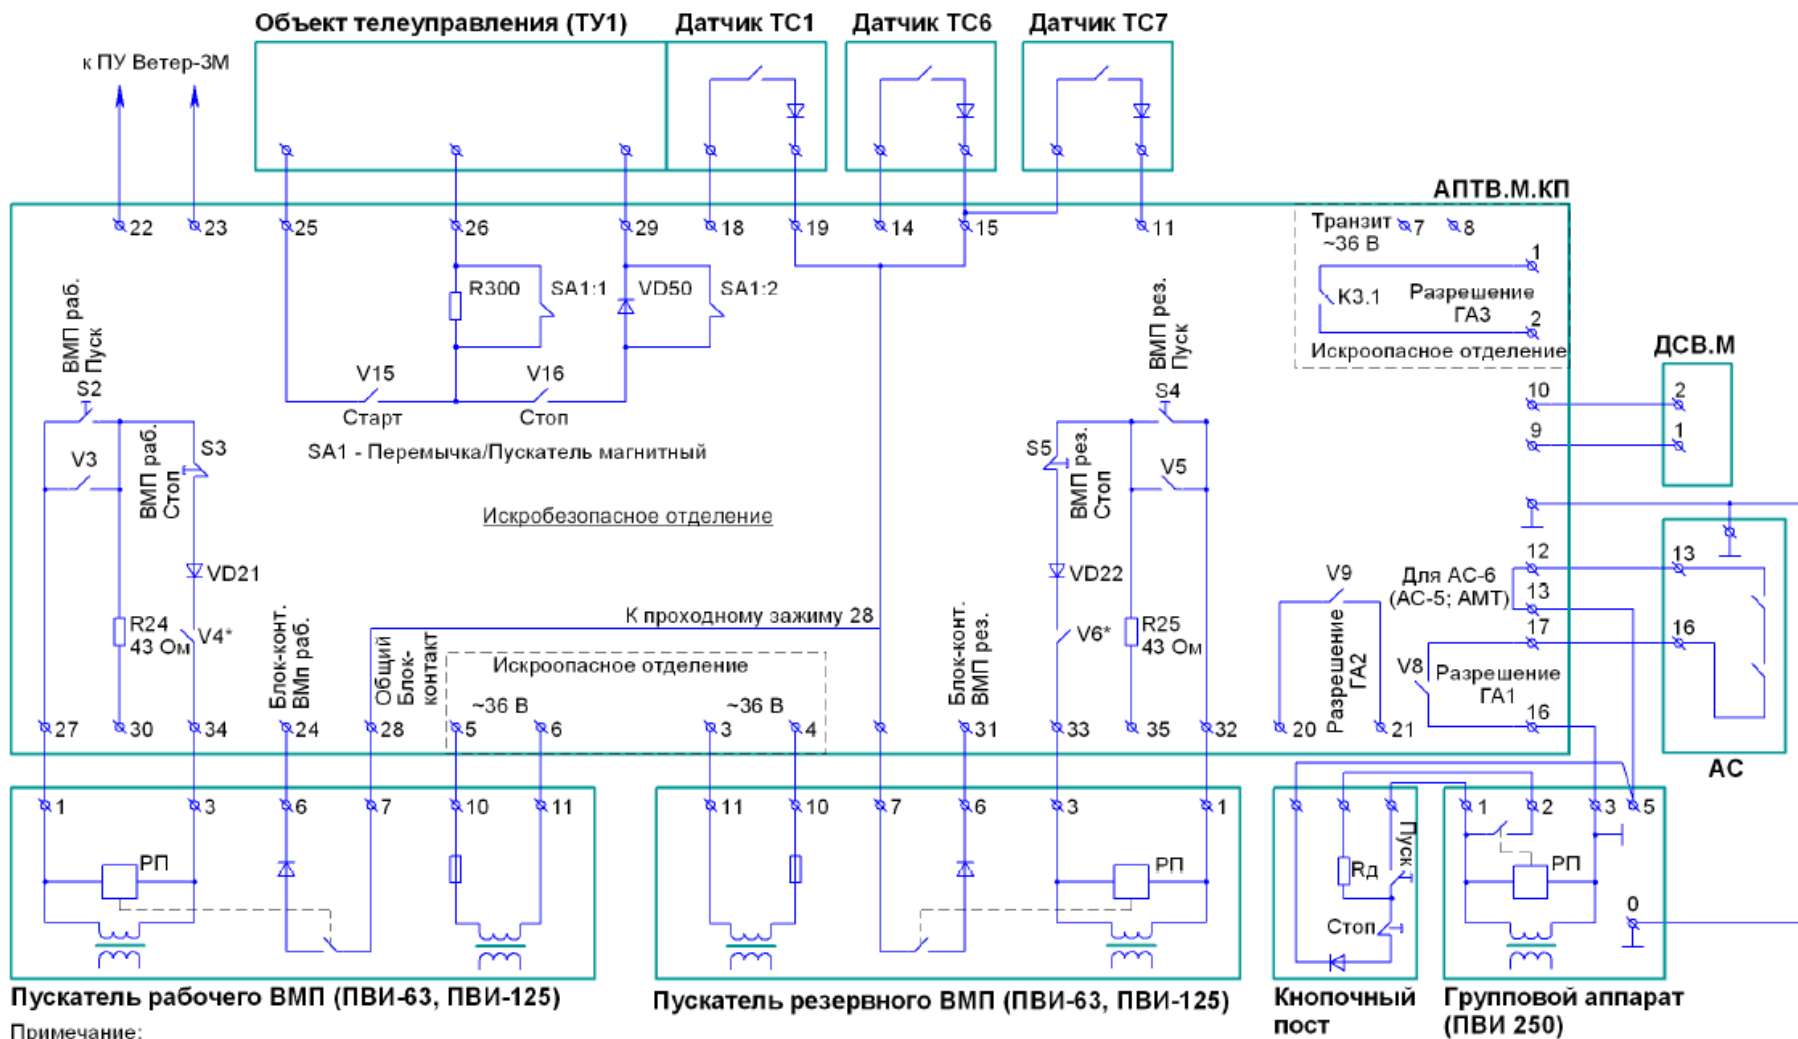 Объект телеуправления (ТУ1)
Датчик ТС1
Датчик ТС6
Датчик ТС7
к ПУ Ветер-3М
АПТВ.М.КП
22
23
25
26
29
18
19
14
15
11
Транзит
~36 В
7
8
1
К3.1
Разрешение
ГА3
2
Искроопасное отделение
R300
SA1:1
VD50
SA1:2
ВМП раб.
Пуск
S2
V3
ВМП раб.
Стоп
S3
V15
Старт
V16
Стоп
SA1 - Перемычка/Пускатель магнитный
Искробезопасное отделение
ВМП рез.
Пуск
S4
S5
ВМП рез.
Стоп
V5
ДСВ.М
10
2
9
1
VD21
R24
43 Ом
V4*
VD22
V6*
R25
43 Ом
V9
Для АС-6
(АС-5; АМТ)
12
13
13
17
16
V8
Разрешение
ГА1
16
Разрешение
ГА2
К проходному зажиму 28
Блок-конт.
ВМп раб.
Общий
Блок-
контакт
Искроопасное отделение
~36 В
~36 В
Блок-конт.
ВМП рез.
27
30
34
24
28
5
6
3
4
31
33
35
32
20
21
АС
1
3
6
7
10
11
11
10
7
6
3
1
1
2
3
5
РП
РП
Пуск
Rд
Стоп
РП
0
Пускатель рабочего ВМП (ПВИ-63, ПВИ-125)
Пускатель резервного ВМП (ПВИ-63, ПВИ-125)
Кнопочный
пост
Групповой аппарат
(ПВИ 250)
Примечание: